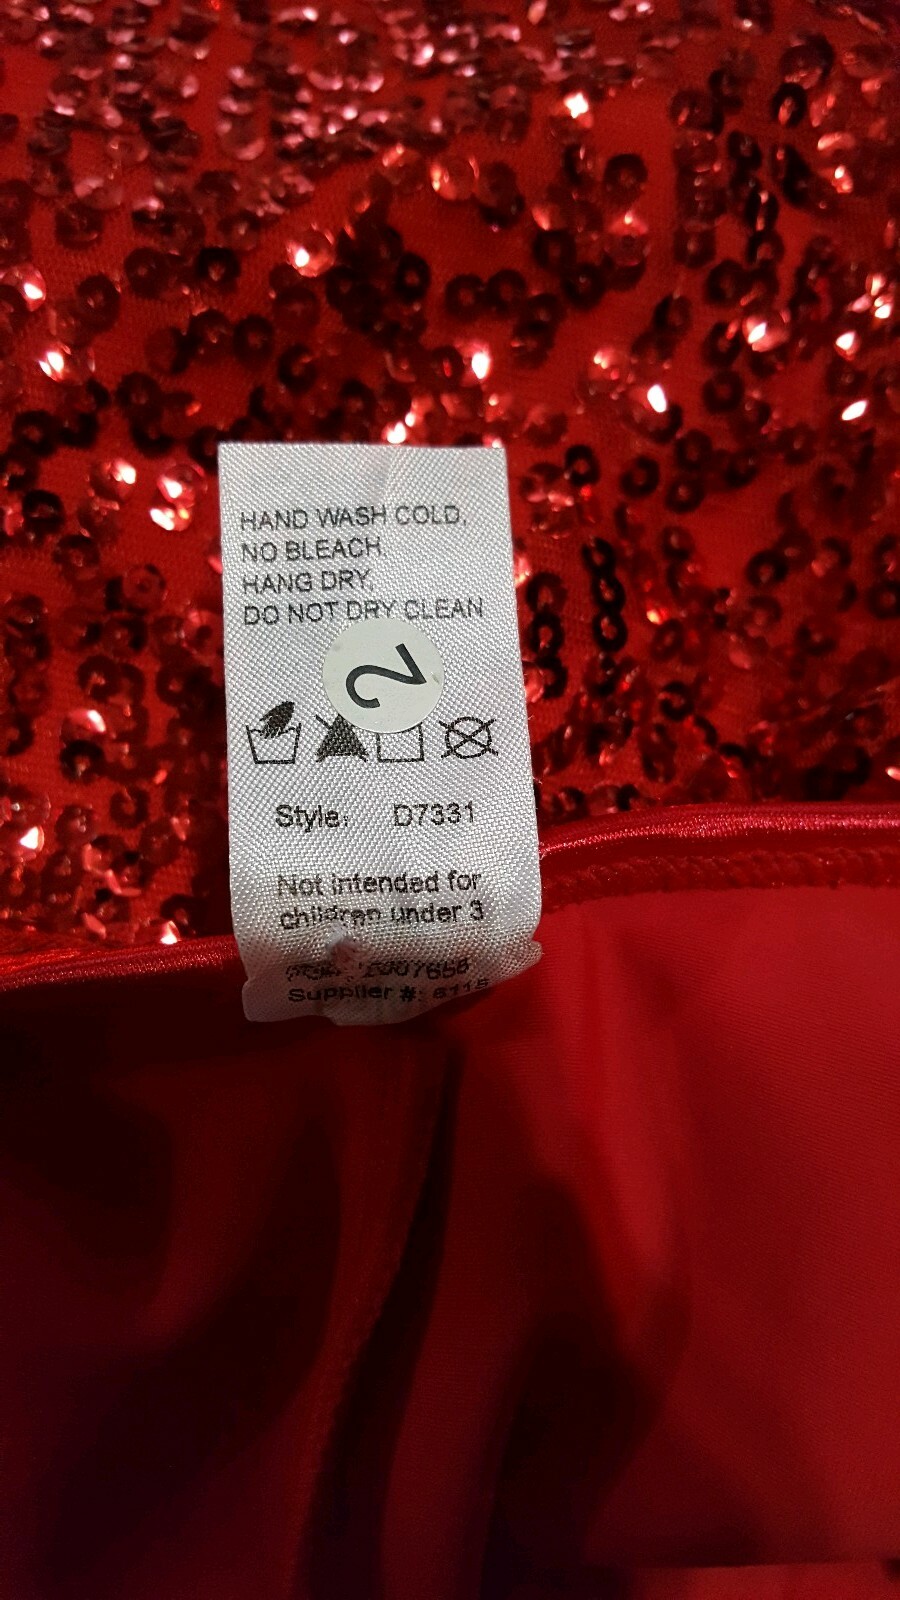 HAND WASH COLD,
NO BLEACH,
HANG DRY,
DO NOT DRY CLEAN
2
Style: D7331
Not intended for
children under 3
Supplier #: 6115